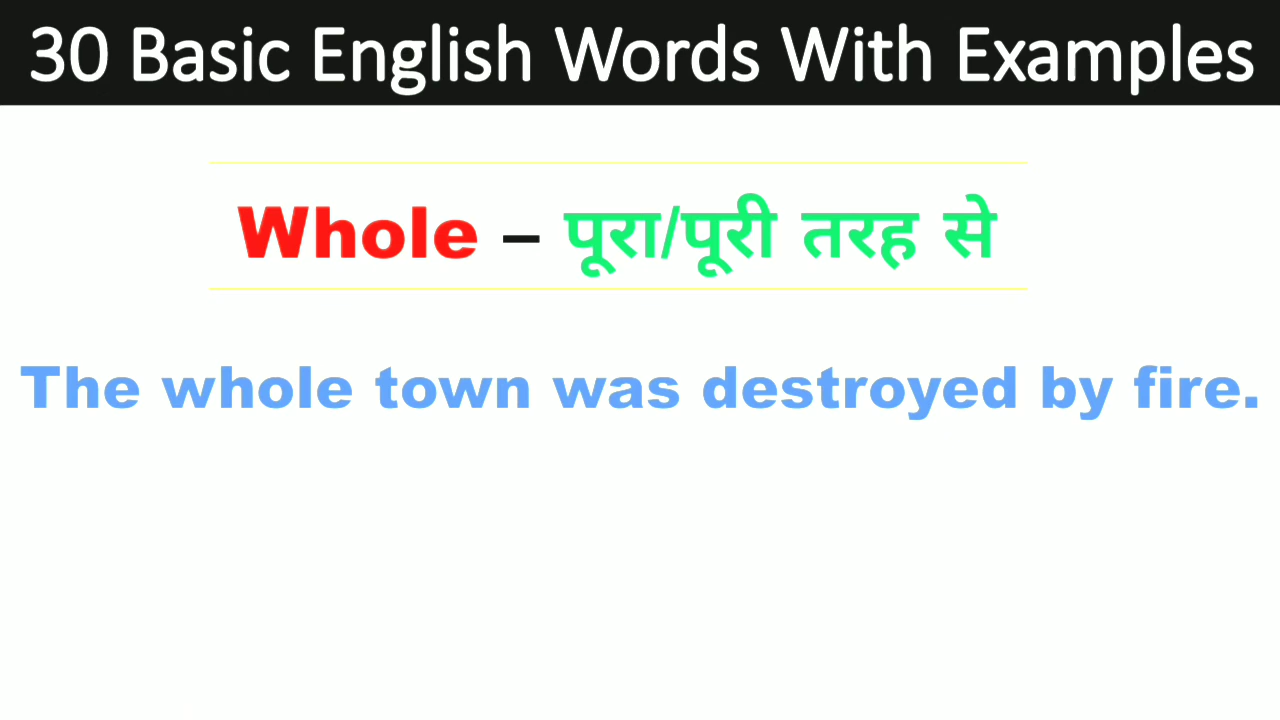 30 Basic English Words With Examples
Whole – पूरा/पूरी तरह से
The whole town was destroyed by fire.